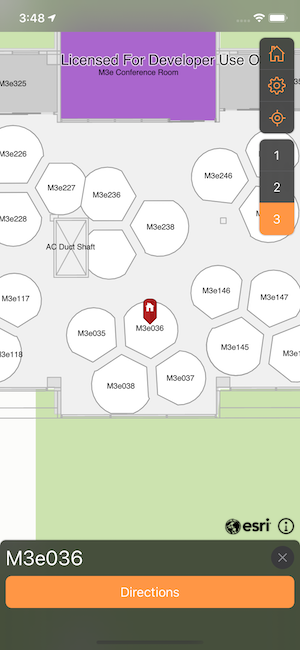 3:48
Licensed For Developer Use O
M3e Conference Room
M3e325
M3e226
M3e227
M3e236
M3e246
M3e228
M3e238
AC Duct Shaft
1
2
3
M3e117
M3e146
M3e147
M3e035
M3e036
M3e145
M3e118
M3e1
M3e038
M3e037
esri
M3e036
Directions